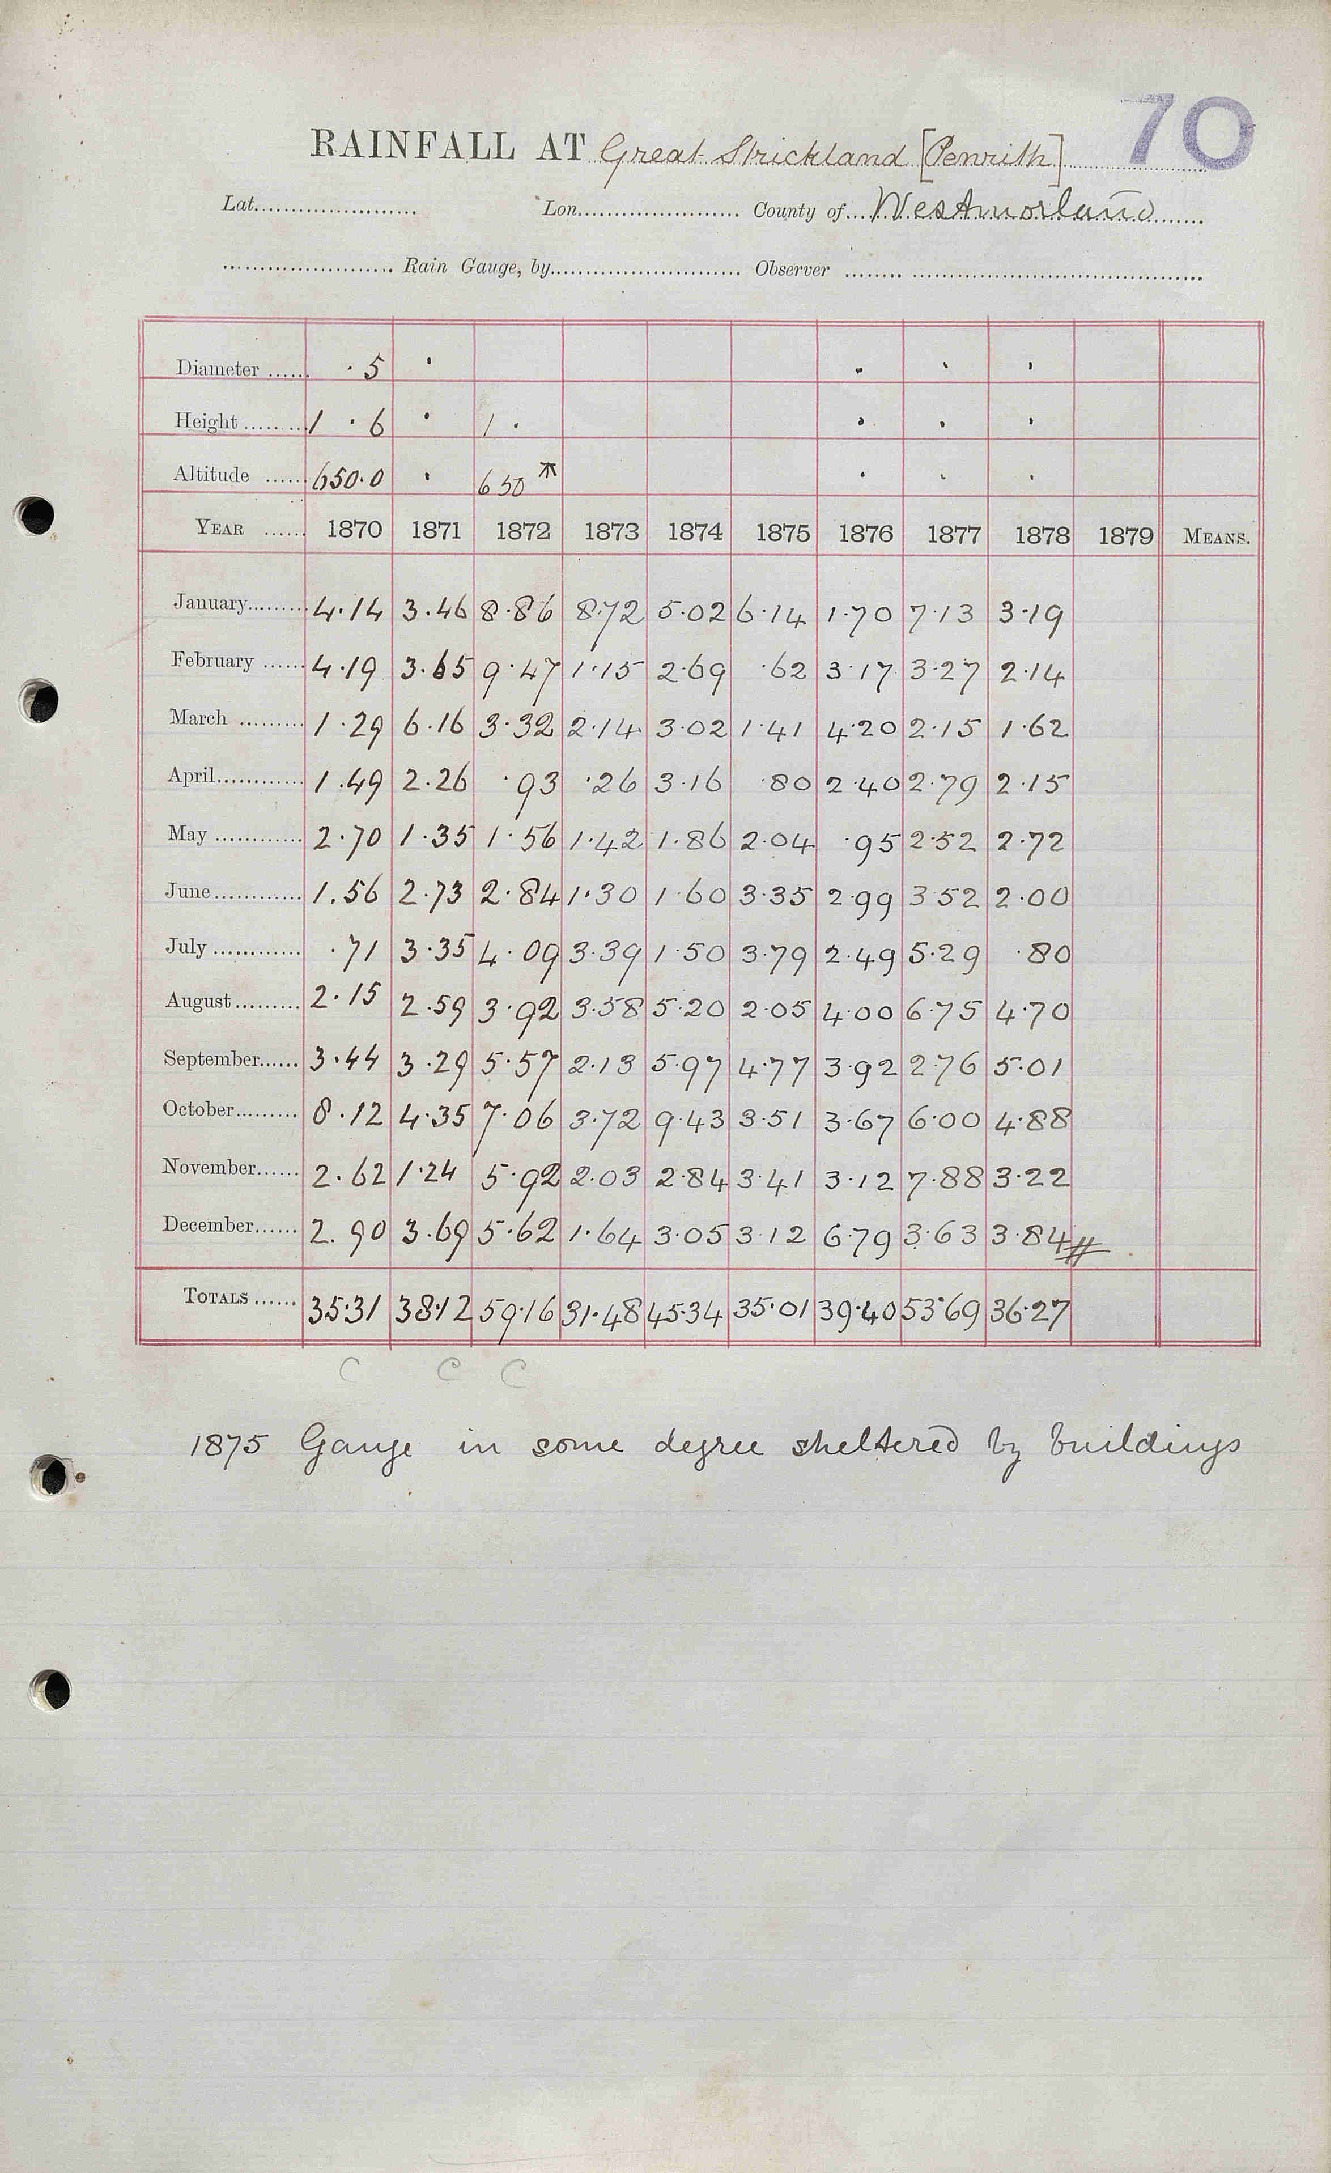 70
RAINFALL AT Great Strickland [Penrith]
Lat. Lon. County of Westmorland
Rain Gauge, by Observer
Diameter · 5 · · · ·
Height 1 · 6 · 1 · · · ·
Altitude 650.0 · 650 · · ·
YEAR 1870 1871 1872 1873 1874 1875 1876 1877 1878 1879 MEANS.
January 4.14 3.46 8.86 8.72 5.02 6.14 1.70 7.13 3.19
February 4.19 3.65 9.47 1.15 2.69 .62 3.17 3.27 2.14
March 1.29 6.16 3.32 2.14 3.02 1.41 4.20 2.15 1.62
April 1.49 2.26 .93 .26 3.16 .80 2.40 2.79 2.15
May 2.70 1.35 1.56 1.42 1.86 2.04 .95 2.52 2.72
June 1.56 2.73 2.84 1.30 1.60 3.35 2.99 3.52 2.00
July .71 3.35 4.09 3.39 1.50 3.79 2.49 5.29 .80
August 2.15 2.59 3.92 3.58 5.20 2.05 4.00 6.75 4.70
September 3.44 3.29 5.57 2.13 5.97 4.77 3.92 2.76 5.01
October 8.12 4.35 7.06 3.72 9.43 3.51 3.67 6.00 4.88
November 2.62 1.24 5.92 2.03 2.84 3.41 3.12 7.88 3.22
December 2.90 3.69 5.62 1.64 3.05 3.12 6.79 3.63 3.84
TOTALS 35.31 38.12 59.16 31.48 45.34 35.01 39.40 53.69 36.27
C C C
1875 Gauge in some degree sheltered by buildings